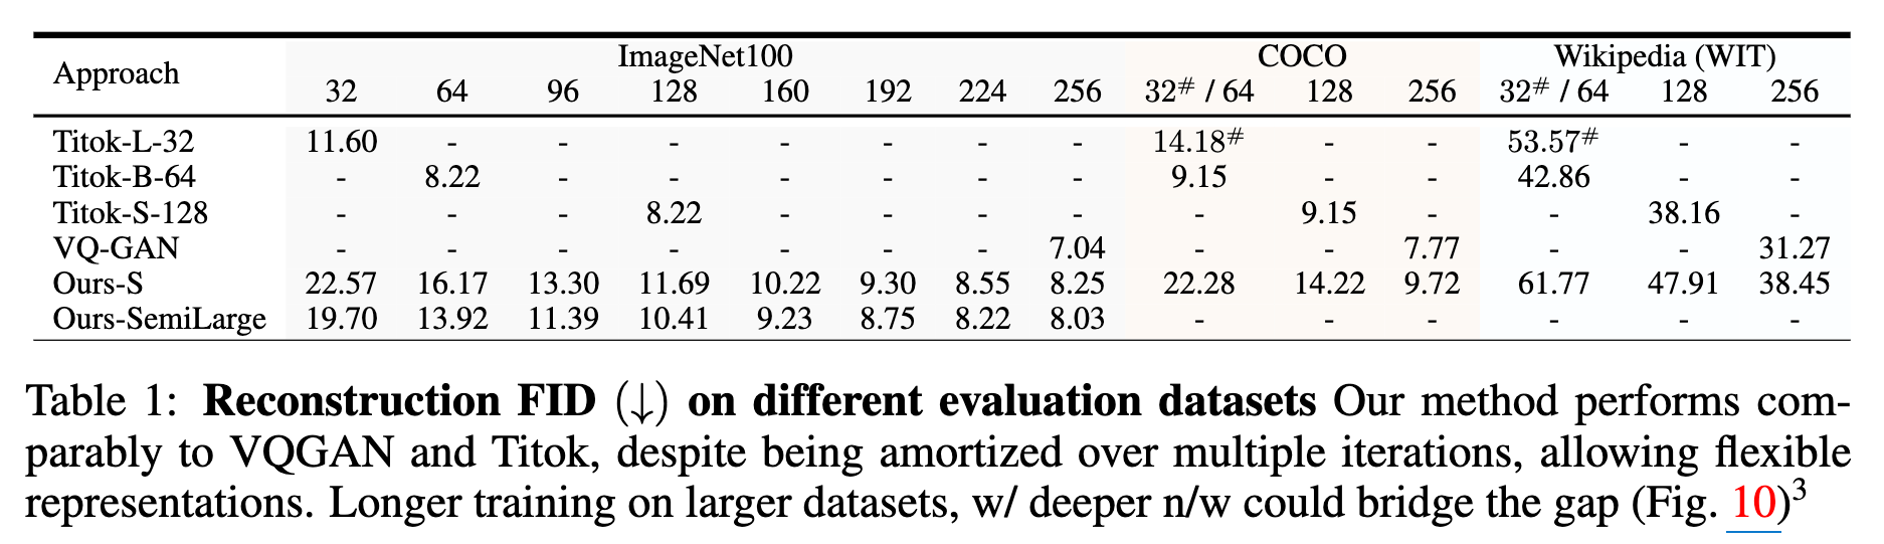 Approach ImageNet100 COCO Wikipedia (WIT)
32 64 96 128 160 192 224 256 32# / 64 128 256 32# / 64 128 256
Titok-L-32 11.60 - - - - - - - 14.18# - - 53.57# - -
Titok-B-64 - 8.22 - - - - - - 9.15 - - 42.86 - -
Titok-S-128 - - - 8.22 - - - - - 9.15 - - 38.16 -
VQ-GAN - - - - - - - 7.04 - - 7.77 - - 31.27
Ours-S 22.57 16.17 13.30 11.69 10.22 9.30 8.55 8.25 22.28 14.22 9.72 61.77 47.91 38.45
Ours-SemiLarge 19.70 13.92 11.39 10.41 9.23 8.75 8.22 8.03 - - - - - -
Table 1: Reconstruction FID (↓) on different evaluation datasets Our method performs com-
parably to VQGAN and Titok, despite being amortized over multiple iterations, allowing flexible
representations. Longer training on larger datasets, w/ deeper n/w could bridge the gap (Fig. 10)³